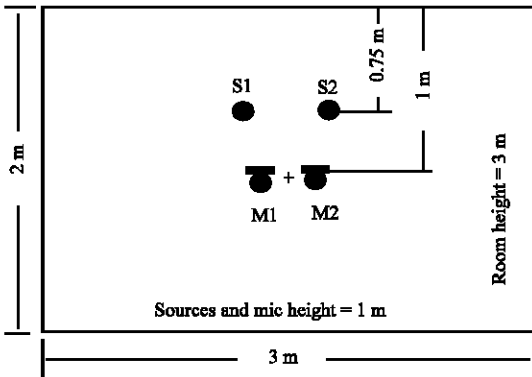 S1
S2
0.75 m
1 m
2 m
+
M1
M2
Room height = 3 m
Sources and mic height = 1 m
3 m